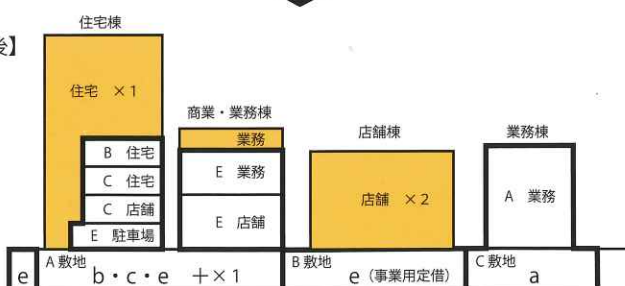 後】
住宅棟
住宅 ×1
B 住宅
C 住宅
C 店舗
E 駐車場
商業・業務棟
業務
E 業務
E 店舗
店舗棟
店舗 ×2
業務棟
A 業務
e
A 敷地
b・c・e +×1
B 敷地
e (事業用定借)
C 敷地
a